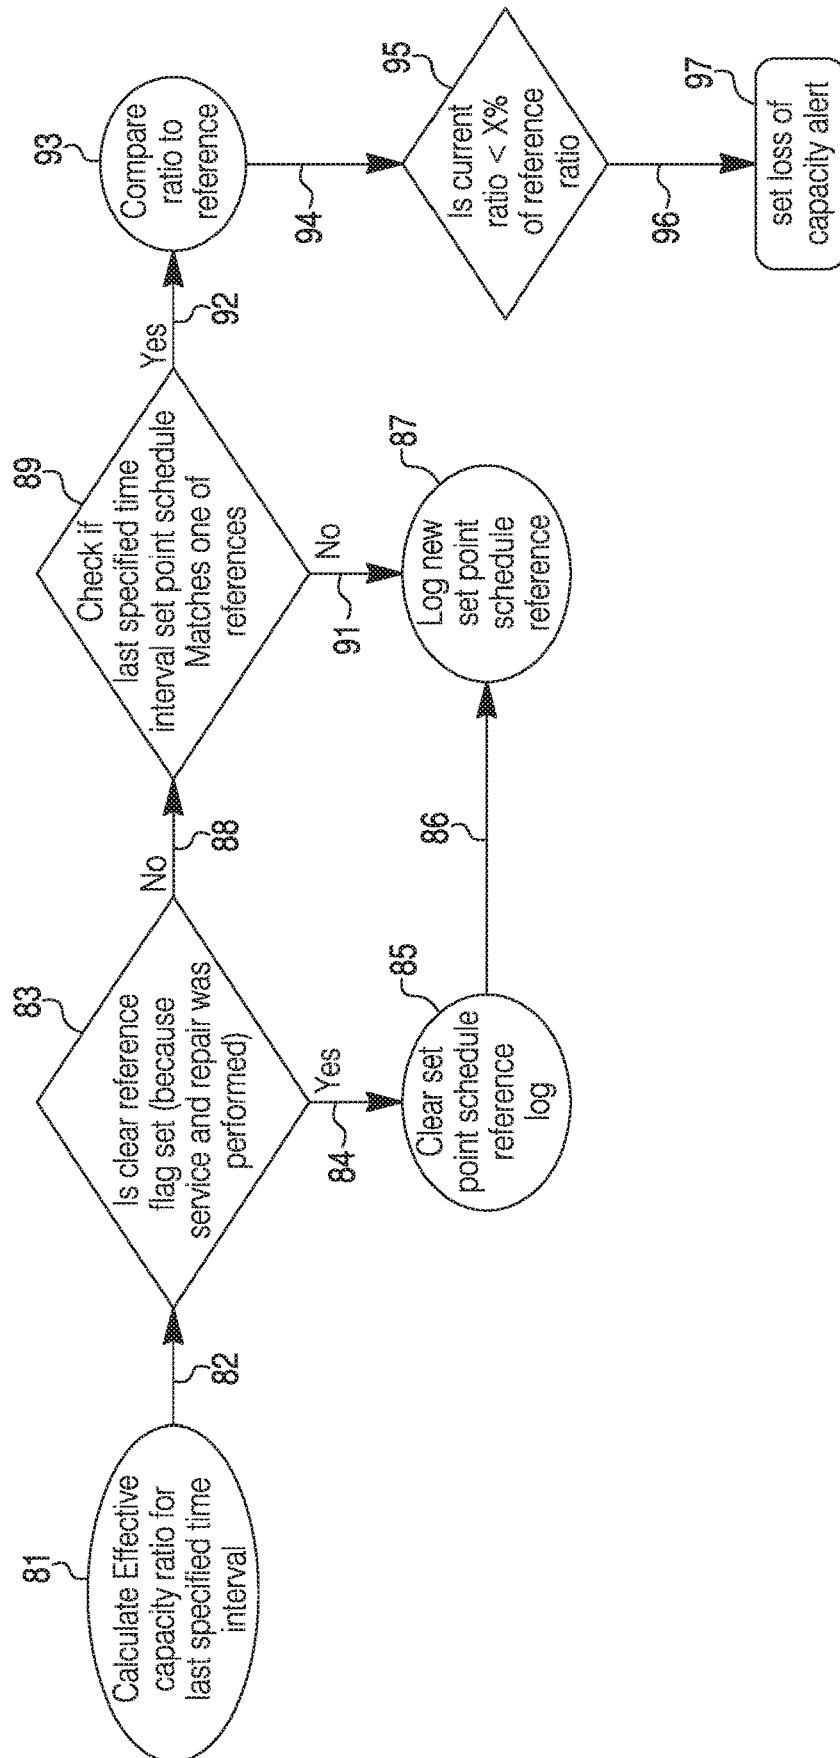 81
Calculate Effective
capacity ratio for
last specified time
interval
82
83
Is clear reference
flag set (because
service and repair was
performed)
No
88
Yes
84
85
Clear set
point schedule
reference
log
86
87
Log new
set point
schedule
reference
89
Check if
last specified time
interval set point schedule
Matches one of
references
No
91
Yes
92
93
Compare
ratio to
reference
94
95
Is current
ratio < X%
of reference
ratio
96
97
set loss of
capacity alert